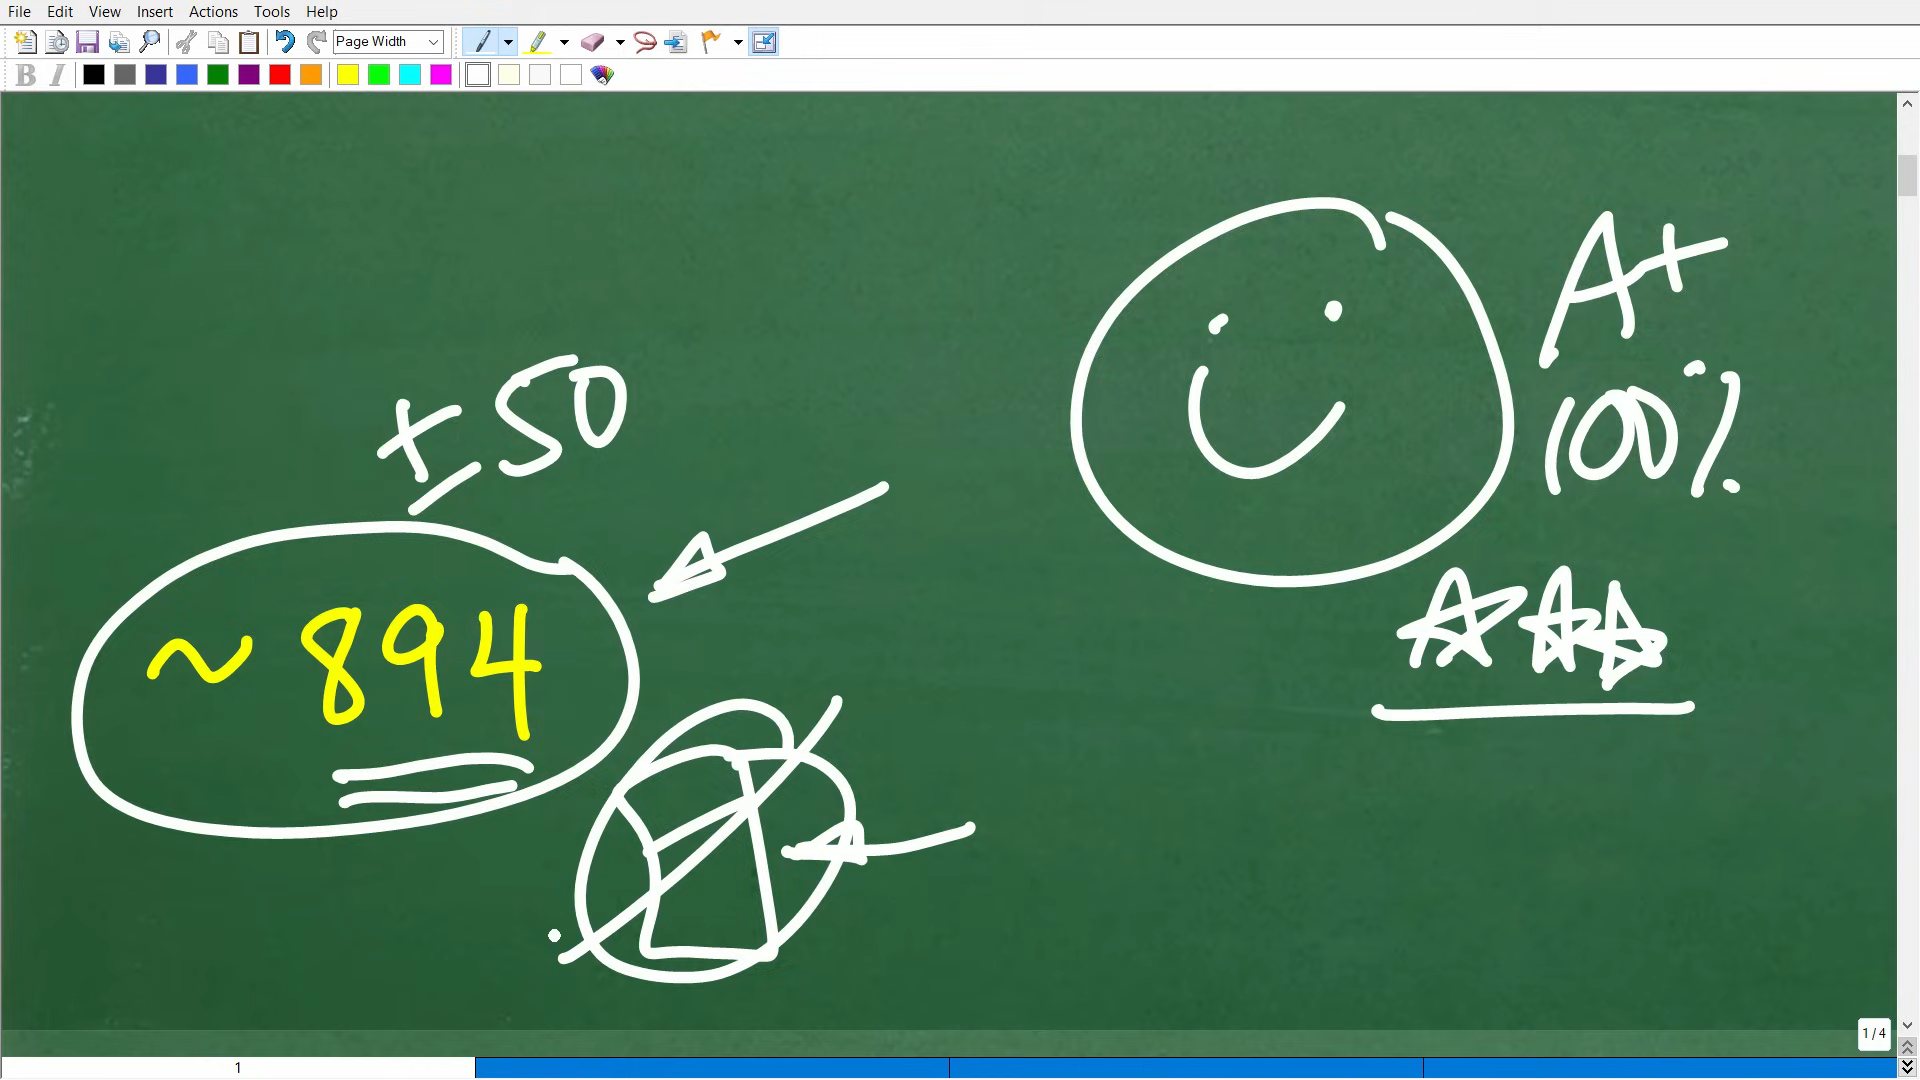 File Edit View Insert Actions Tools Help
Page Width
B I
± 50
~ 894
A+
100%
1 / 4
1